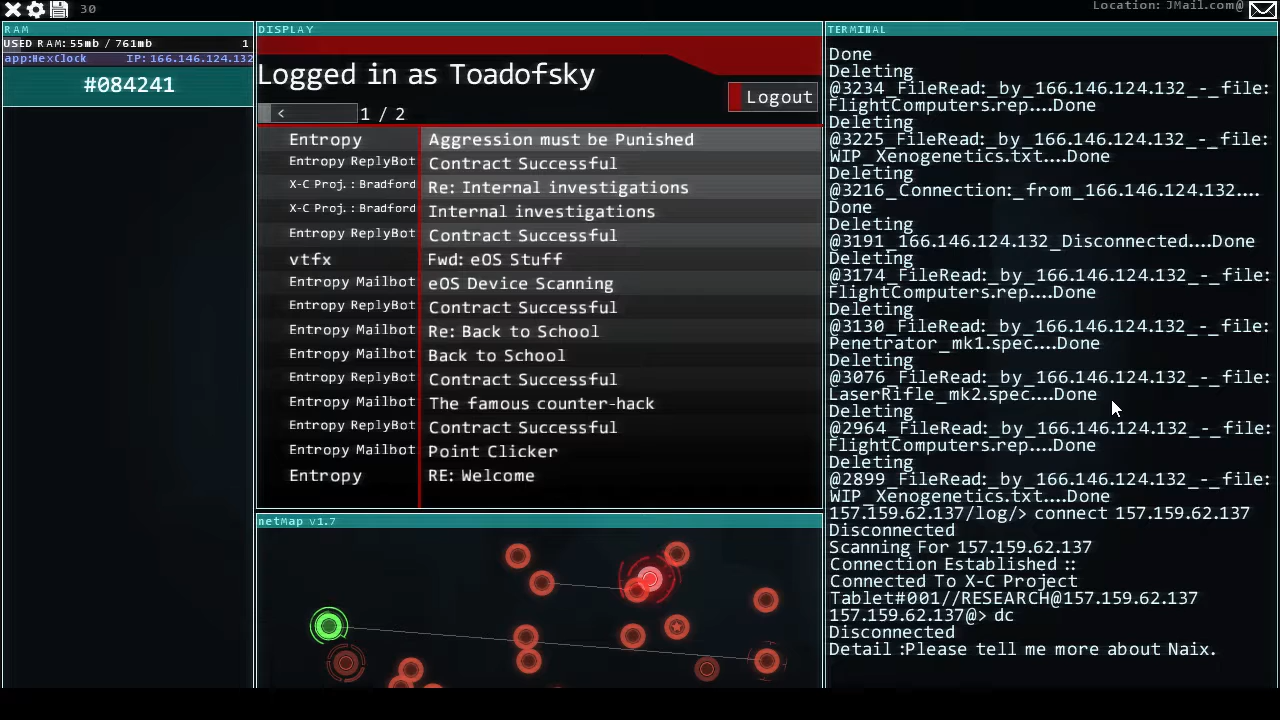 30
Location: JMail.com@
RAM
USED RAM: 55mb / 761mb 1
app:HexClock IP: 166.146.124.132
#084241
DISPLAY
Logged in as Toadofsky
Logout
< 1 / 2
Entropy Aggression must be Punished
Entropy ReplyBot Contract Successful
X-C Proj. : Bradford Re: Internal investigations
X-C Proj. : Bradford Internal investigations
Entropy ReplyBot Contract Successful
vtfx Fwd: eOS Stuff
Entropy Mailbot eOS Device Scanning
Entropy ReplyBot Contract Successful
Entropy Mailbot Re: Back to School
Entropy Mailbot Back to School
Entropy ReplyBot Contract Successful
Entropy Mailbot The famous counter-hack
Entropy ReplyBot Contract Successful
Entropy Mailbot Point Clicker
Entropy RE: Welcome
netMap v1.7
TERMINAL
Done
Deleting
@3234_FileRead:_by_166.146.124.132_-_file:
FlightComputers.rep....Done
Deleting
@3225_FileRead:_by_166.146.124.132_-_file:
WIP_Xenogenetics.txt....Done
Deleting
@3216_Connection:_from_166.146.124.132....
Done
Deleting
@3191_166.146.124.132_Disconnected....Done
Deleting
@3174_FileRead:_by_166.146.124.132_-_file:
FlightComputers.rep....Done
Deleting
@3130_FileRead:_by_166.146.124.132_-_file:
Penetrator_mk1.spec....Done
Deleting
@3076_FileRead:_by_166.146.124.132_-_file:
LaserRifle_mk2.spec....Done
Deleting
@2964_FileRead:_by_166.146.124.132_-_file:
FlightComputers.rep....Done
Deleting
@2899_FileRead:_by_166.146.124.132_-_file:
WIP_Xenogenetics.txt....Done
157.159.62.137/log/> connect 157.159.62.137
Disconnected
Scanning For 157.159.62.137
Connection Established ::
Connected To X-C Project
Tablet#001//RESEARCH@157.159.62.137
157.159.62.137@> dc
Disconnected
Detail :Please tell me more about Naix.